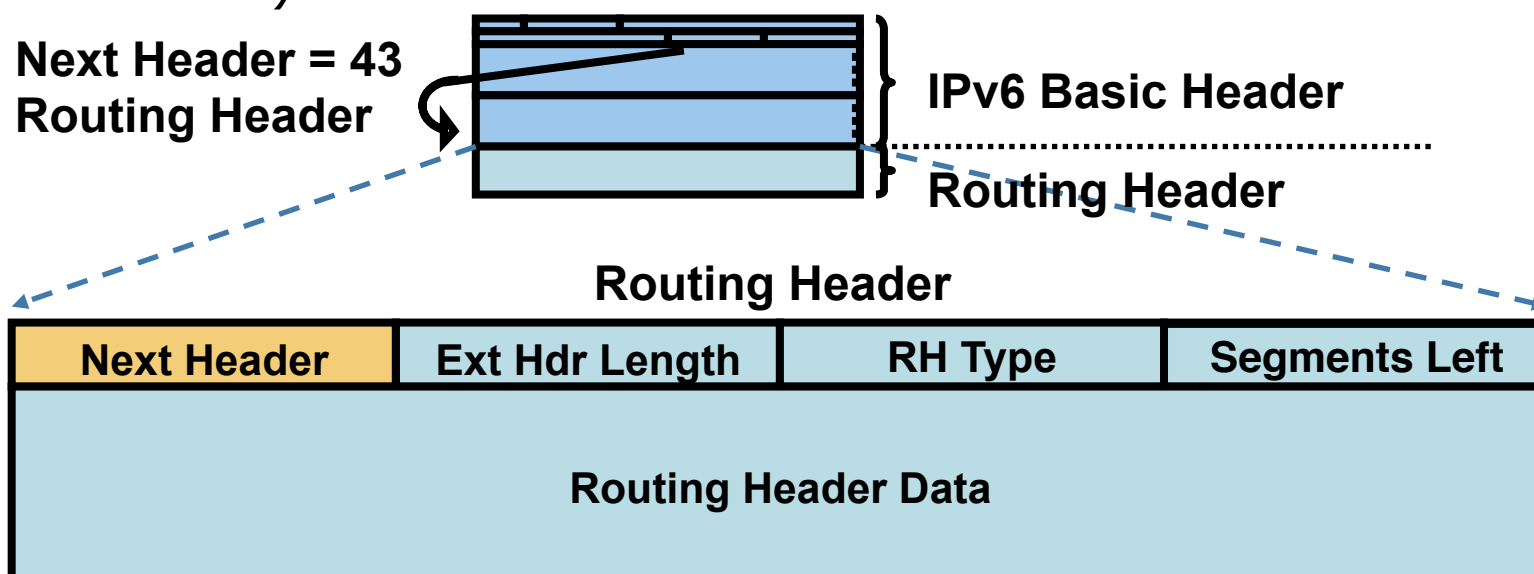 )
Next Header = 43
Routing Header
IPv6 Basic Header
Routing Header
Routing Header
Next Header Ext Hdr Length RH Type Segments Left
Routing Header Data